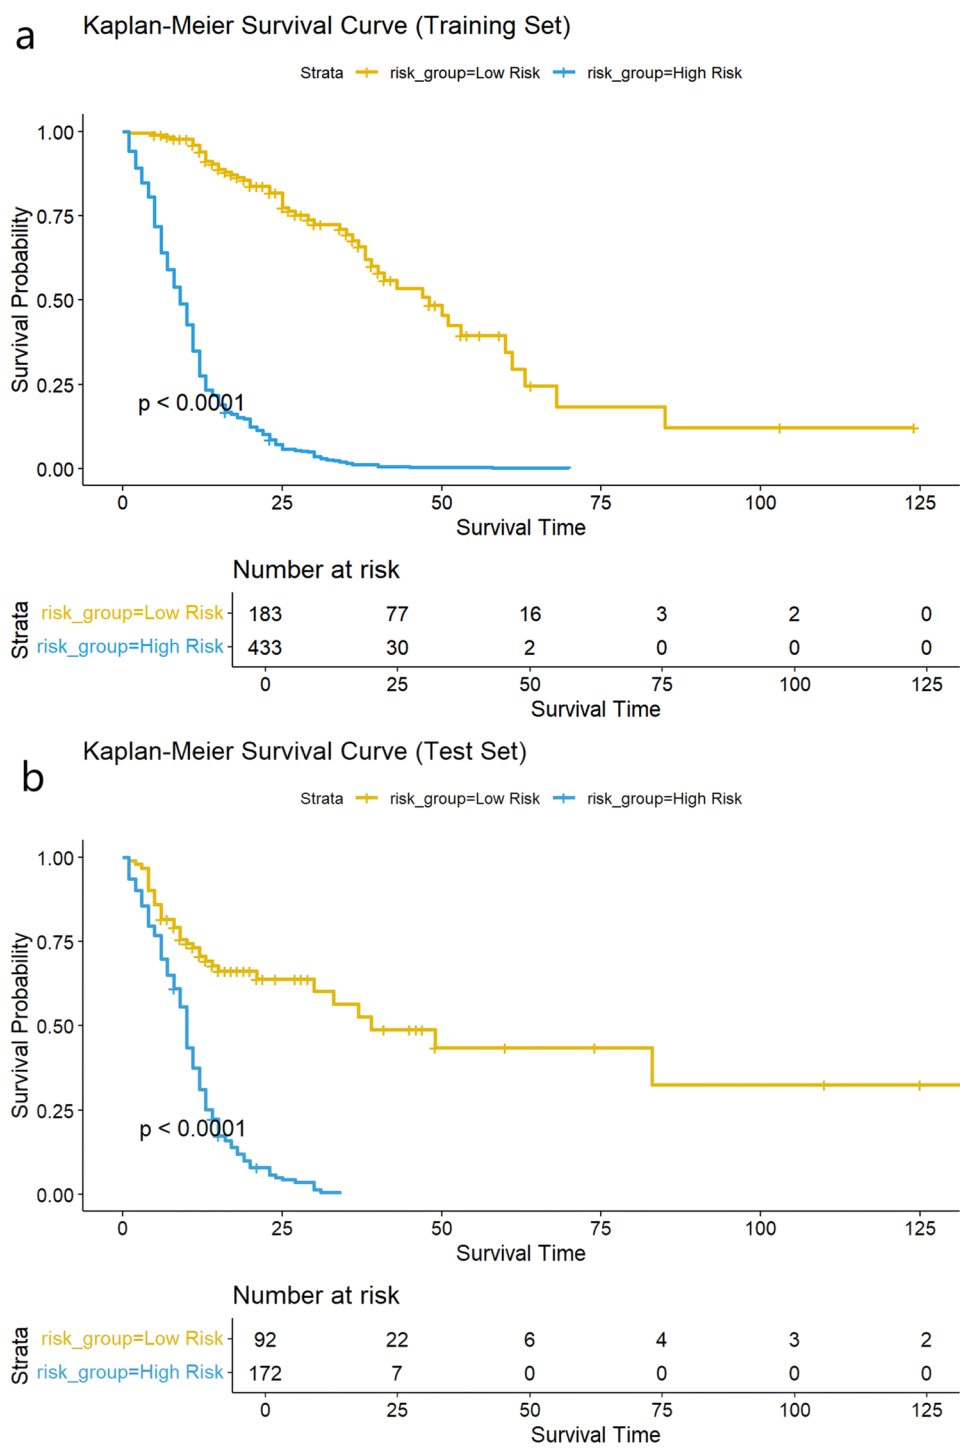 a
Kaplan-Meier Survival Curve (Training Set)
Strata risk_group=Low Risk risk_group=High Risk
Survival Probability
1.00
0.75
0.50
0.25
0.00
p < 0.0001
0 25 50 75 100 125
Survival Time
Number at risk
Strata
risk_group=Low Risk 183 77 16 3 2 0
risk_group=High Risk 433 30 2 0 0 0
0 25 50 75 100 125
Survival Time
b
Kaplan-Meier Survival Curve (Test Set)
Strata risk_group=Low Risk risk_group=High Risk
Survival Probability
1.00
0.75
0.50
0.25
0.00
p < 0.0001
0 25 50 75 100 125
Survival Time
Number at risk
Strata
risk_group=Low Risk 92 22 6 4 3 2
risk_group=High Risk 172 7 0 0 0 0
0 25 50 75 100 125
Survival Time